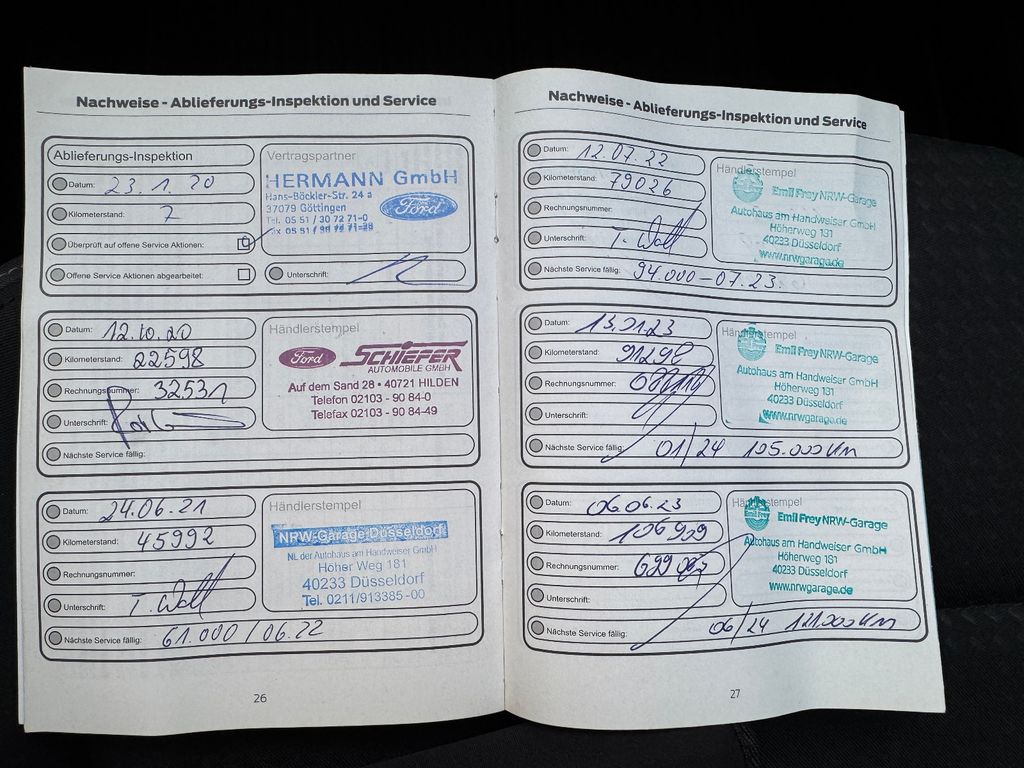 Nachweise - Ablieferungs-Inspektion und Service
Ablieferungs-Inspektion
Datum: 23.1.20
Kilometerstand: 7
Überprüft auf offene Service Aktionen:
Offene Service Aktionen abgearbeitet:
Vertragspartner
HERMANN GmbH
Hans-Böckler-Str. 24 a
37079 Göttingen
Tel. 05 51 / 30 72 71-0
Ford
Unterschrift:
Datum: 12.10.20
Kilometerstand: 22598
Rechnungsnummer: 32531
Unterschrift:
Nächste Service fällig:
Händlerstempel
Ford SCHIEFER
AUTOMOBILE GMBH
Auf dem Sand 28 • 40721 HILDEN
Telefon 02103 - 90 84-0
Telefax 02103 - 90 84-49
Datum: 24.06.21
Kilometerstand: 45992
Rechnungsnummer:
Unterschrift: T. Wolf
Nächste Service fällig: 61.000 / 06.22
Händlerstempel
NRW-Garage-Düsseldorf
NL der Autohaus am Handweiser GmbH
Höher Weg 181
40233 Düsseldorf
Tel. 0211/913385-00
26
Nachweise - Ablieferungs-Inspektion und Service
Datum: 12.07.22
Kilometerstand: 79026
Rechnungsnummer:
Unterschrift: T. Wolf
Nächste Service fällig: 94.000-07.23.
Händlerstempel
Emil Frey NRW-Garage
Autohaus am Handweiser GmbH
Höherweg 181
40233 Düsseldorf
www.nrwgarage.de
Datum: 13.01.23
Kilometerstand: 91298
Rechnungsnummer:
Unterschrift:
Nächste Service fällig: 01/24 105.000 KM
Händlerstempel
Emil Frey NRW-Garage
Autohaus am Handweiser GmbH
Höherweg 181
40233 Düsseldorf
www.nrwgarage.de
Datum: 06.06.23
Kilometerstand: 106959
Rechnungsnummer:
Unterschrift:
Nächste Service fällig: 06/24 121.000 KM
Händlerstempel
Emil Frey NRW-Garage
Autohaus am Handweiser GmbH
Höherweg 181
40233 Düsseldorf
www.nrwgarage.de
27